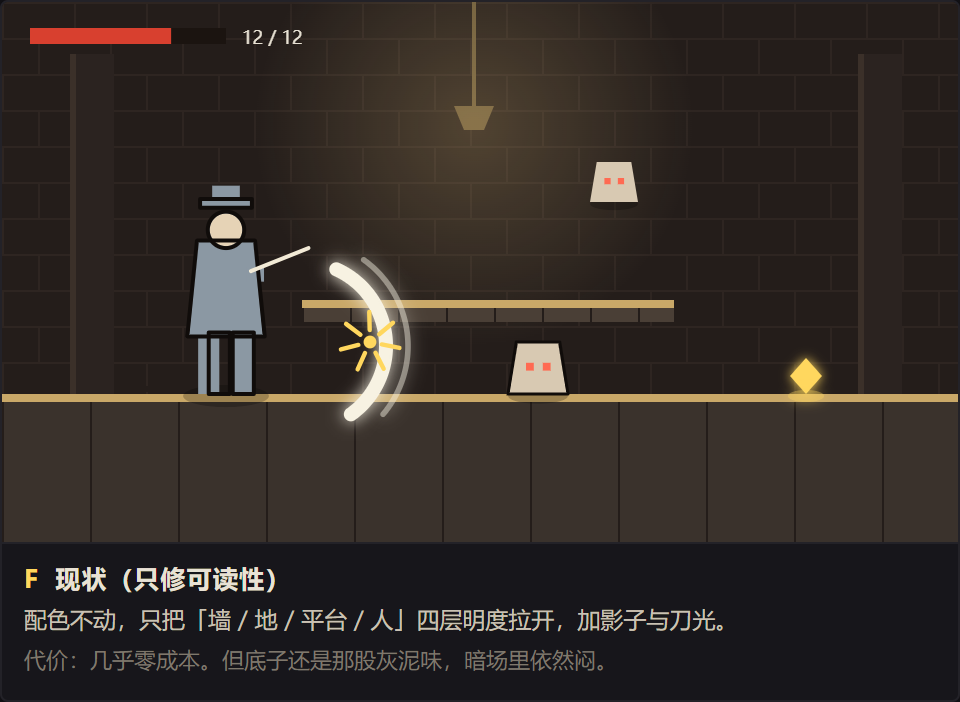 12 / 12
F 现状（只修可读性）
配色不动，只把「墙 / 地 / 平台 / 人」四层明度拉开，加影子与刀光。
代价：几乎零成本。但底子还是那股灰泥味，暗场里依然闷。